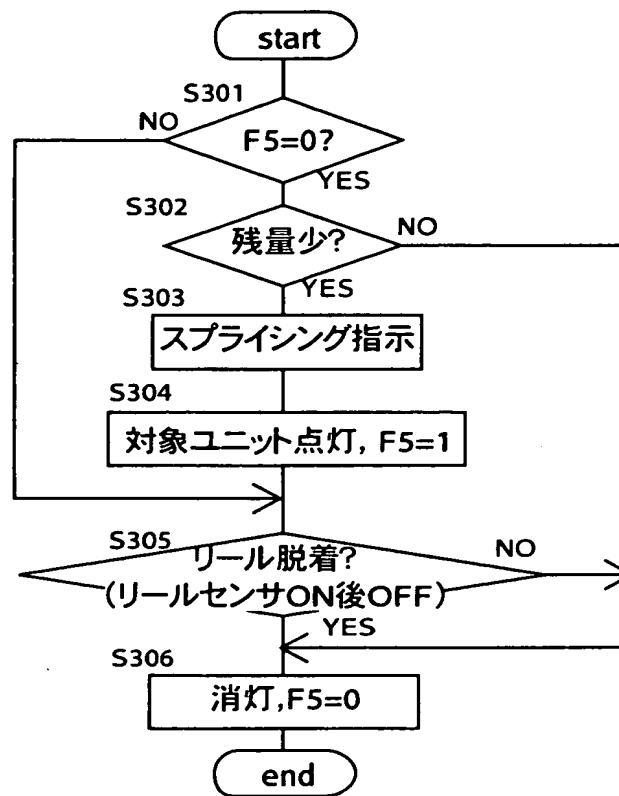 start
S301
NO
F5=0?
YES
S302
NO
残量少?
YES
S303
スプライシング指示
S304
対象ユニット点灯, F5=1
S305
リール脱着?
NO
(リールセンサON後OFF)
YES
S306
消灯,F5=0
end